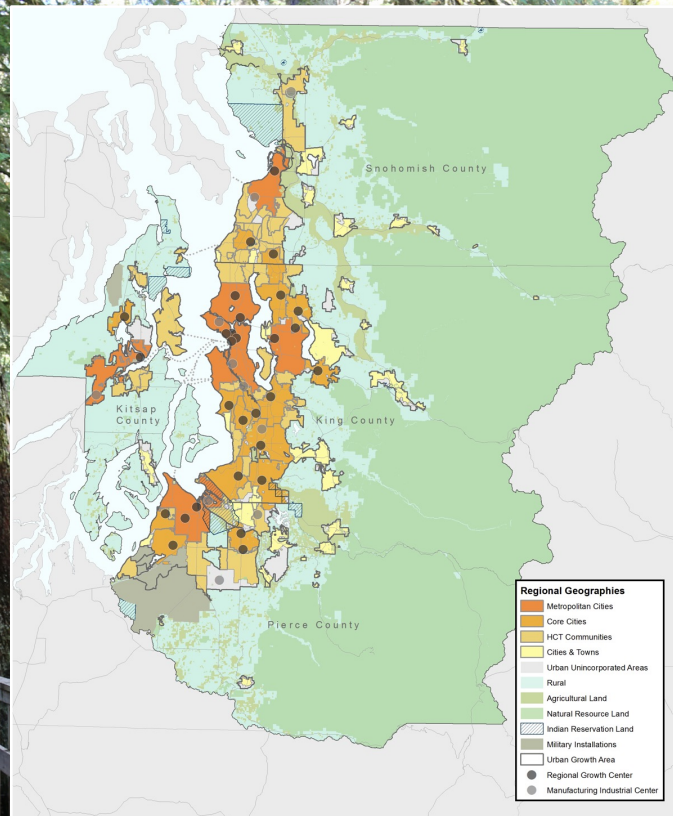 Snohomish County
Kitsap
County
King County
Pierce County
Regional Geographies
Metropolitan Cities
Core Cities
HCT Communities
Cities & Towns
Urban Unincorporated Areas
Rural
Agricultural Land
Natural Resource Land
Indian Reservation Land
Military Installations
Urban Growth Area
Regional Growth Center
Manufacturing Industrial Center